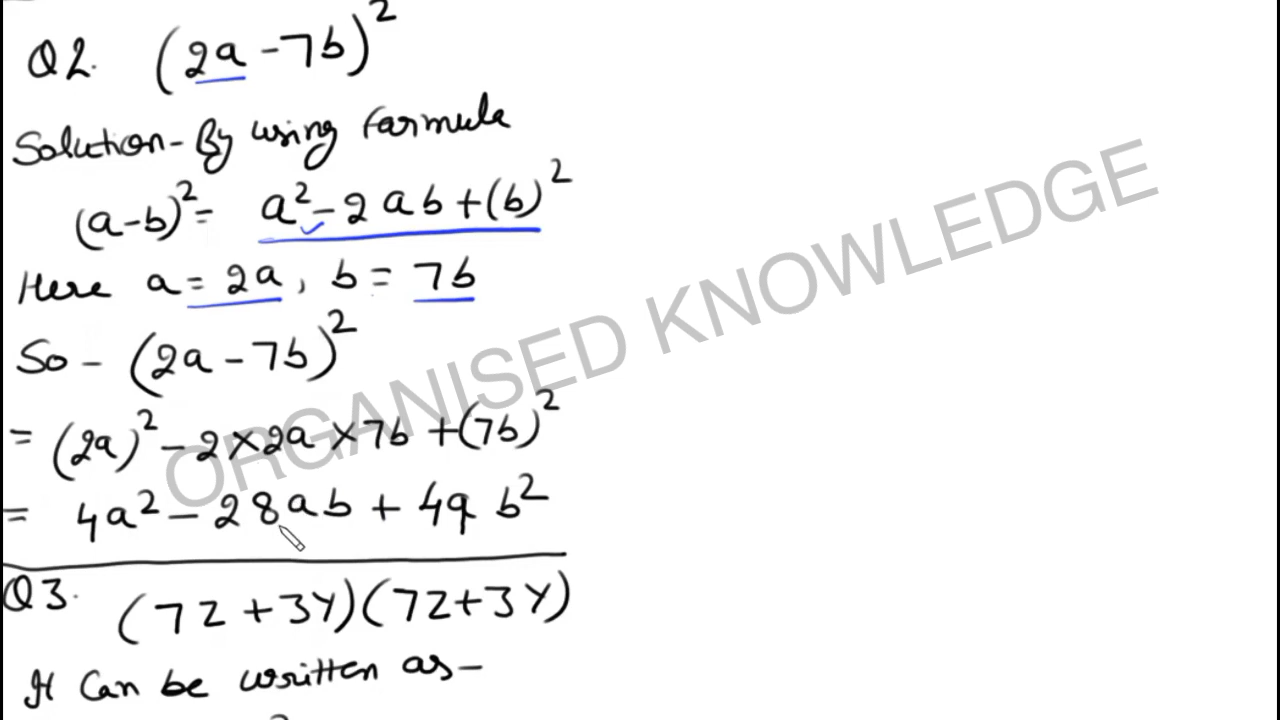 Q2. (2a - 7b)²
Solution - By using formula
(a-b)² = a² - 2ab + (b)²
Here a = 2a, b = 7b
So - (2a - 7b)²
= (2a)² - 2 × 2a × 7b + (7b)²
= 4a² - 28ab + 49 b²
Q3. (7Z + 3Y)(7Z + 3Y)
It Can be written as -
ORGANISED KNOWLEDGE